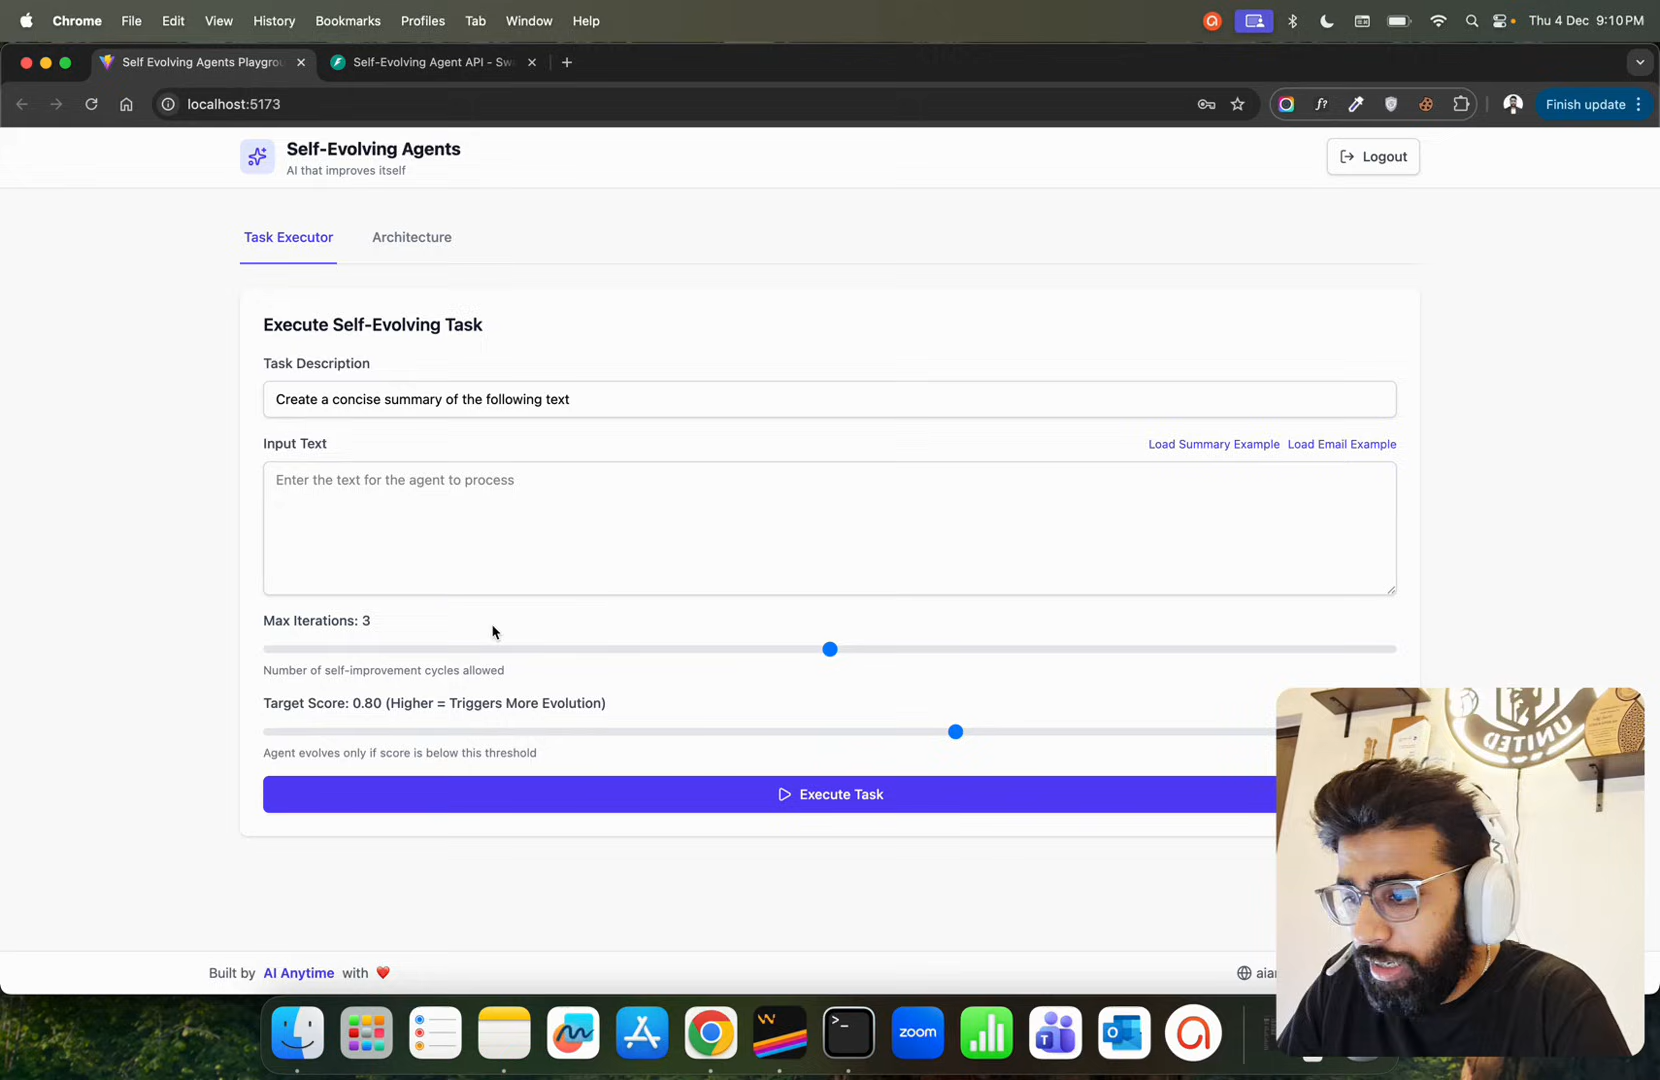 Chrome File Edit View History Bookmarks Profiles Tab Window Help Thu 4 Dec 9:10 PM
Self Evolving Agents Playgrou Self-Evolving Agent API - Sw
localhost:5173 f? Finish update
Self-Evolving Agents
AI that improves itself
Logout
Task Executor Architecture
Execute Self-Evolving Task
Task Description
Create a concise summary of the following text
Input Text Load Summary Example Load Email Example
Enter the text for the agent to process
Max Iterations: 3
Number of self-improvement cycles allowed
Target Score: 0.80 (Higher = Triggers More Evolution)
Agent evolves only if score is below this threshold
Execute Task
UNITED
Built by AI Anytime with ❤️ aia
zoom